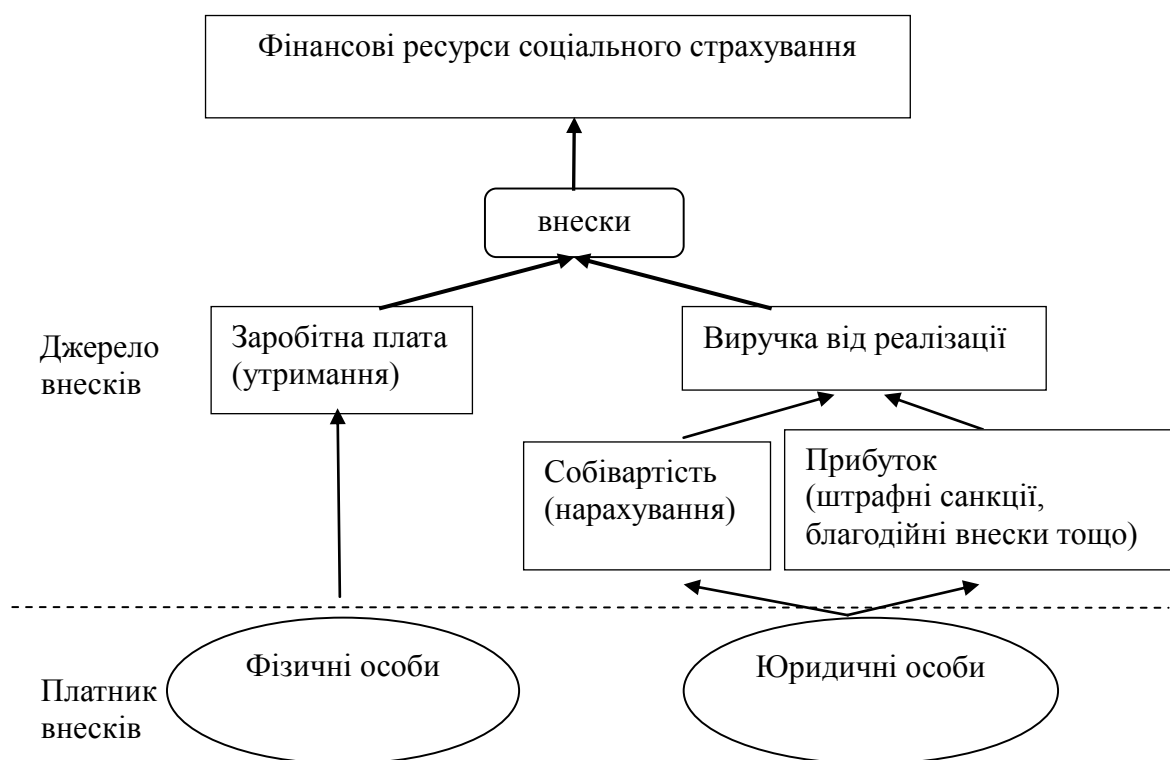 Фінансові ресурси соціального страхування
внески
Джерело
внесків
Заробітна плата
(утримання)
Виручка від реалізації
Собівартість
(нарахування)
Прибуток
(штрафні санкції,
благодійні внески тощо)
Платник
внесків
Фізичні особи
Юридичні особи